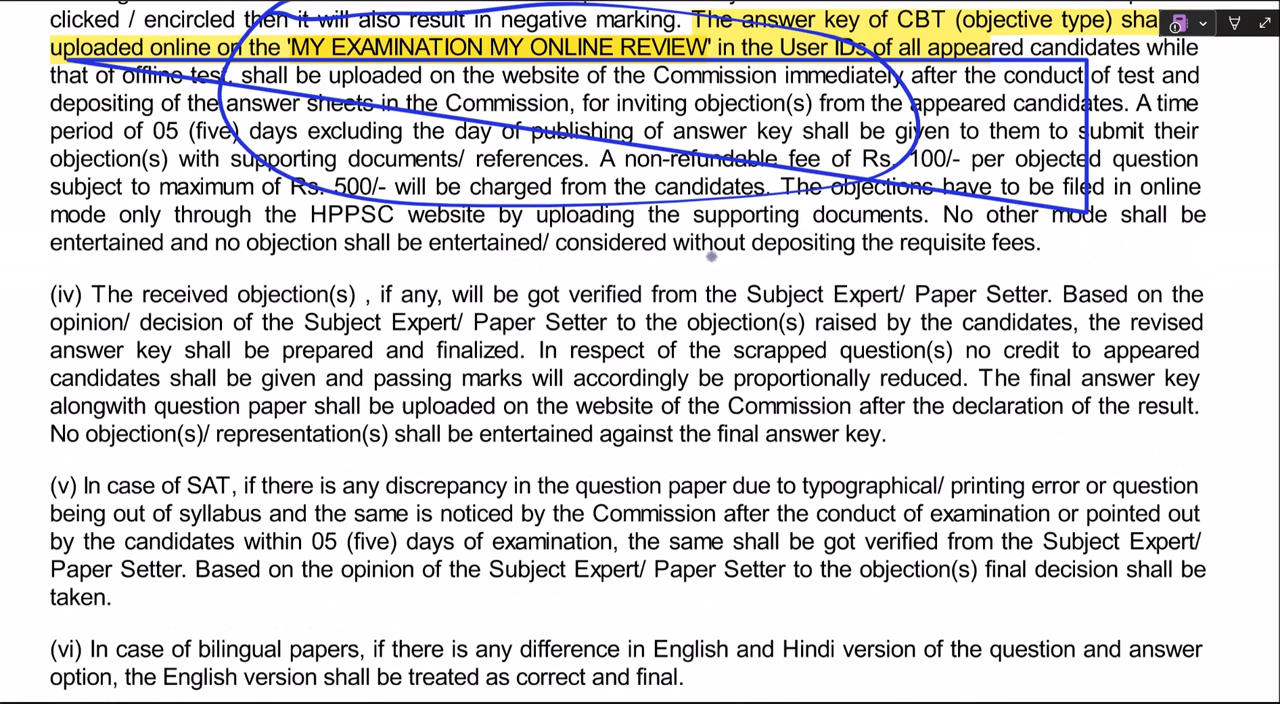 clicked / encircled then it will also result in negative marking. The answer key of CBT (objective type) sha
uploaded online on the 'MY EXAMINATION MY ONLINE REVIEW' in the User IDs of all appeared candidates while
that of offline test, shall be uploaded on the website of the Commission immediately after the conduct of test and
depositing of the answer sheets in the Commission, for inviting objection(s) from the appeared candidates. A time
period of 05 (five) days excluding the day of publishing of answer key shall be given to them to submit their
objection(s) with supporting documents/ references. A non-refundable fee of Rs. 100/- per objected question
subject to maximum of Rs. 500/- will be charged from the candidates. The objections have to be filed in online
mode only through the HPPSC website by uploading the supporting documents. No other mode shall be
entertained and no objection shall be entertained/ considered without depositing the requisite fees.
(iv) The received objection(s) , if any, will be got verified from the Subject Expert/ Paper Setter. Based on the
opinion/ decision of the Subject Expert/ Paper Setter to the objection(s) raised by the candidates, the revised
answer key shall be prepared and finalized. In respect of the scrapped question(s) no credit to appeared
candidates shall be given and passing marks will accordingly be proportionally reduced. The final answer key
alongwith question paper shall be uploaded on the website of the Commission after the declaration of the result.
No objection(s)/ representation(s) shall be entertained against the final answer key.
(v) In case of SAT, if there is any discrepancy in the question paper due to typographical/ printing error or question
being out of syllabus and the same is noticed by the Commission after the conduct of examination or pointed out
by the candidates within 05 (five) days of examination, the same shall be got verified from the Subject Expert/
Paper Setter. Based on the opinion of the Subject Expert/ Paper Setter to the objection(s) final decision shall be
taken.
(vi) In case of bilingual papers, if there is any difference in English and Hindi version of the question and answer
option, the English version shall be treated as correct and final.